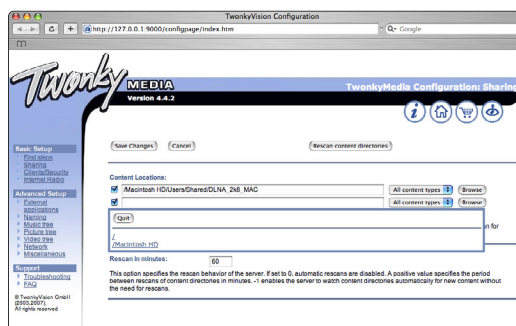 TwonkyVision Configuration
http://127.0.0.1:9000/configpage/index.htm
Google
Twonky MEDIA
Version 4.4.2
TwonkyMedia Configuration: Sharing
Save Changes Cancel Rescan content directories
Basic Setup
First steps
Sharing
Clients/Security
Internet Radio
Advanced Setup
External
applications
Naming
Music tree
Picture tree
Video tree
Network
Miscellaneous
Support
Troubleshooting
FAQ
© TwonkyVision GmbH
(2003,2007).
All rights reserved
Content Locations:
/Macintosh HD/Users/Shared/DLNA_2k8_MAC All content types Browse
All content types Browse
Quit
/
/Macintosh HD
an for
Rescan in minutes: 60
This option specifies the rescan behavior of the server. If set to 0, automatic rescans are disabled. A positive value specifies the period
between rescans of content directories in minutes. -1 enables the server to watch content directories automatically for new content without
the need for rescans.